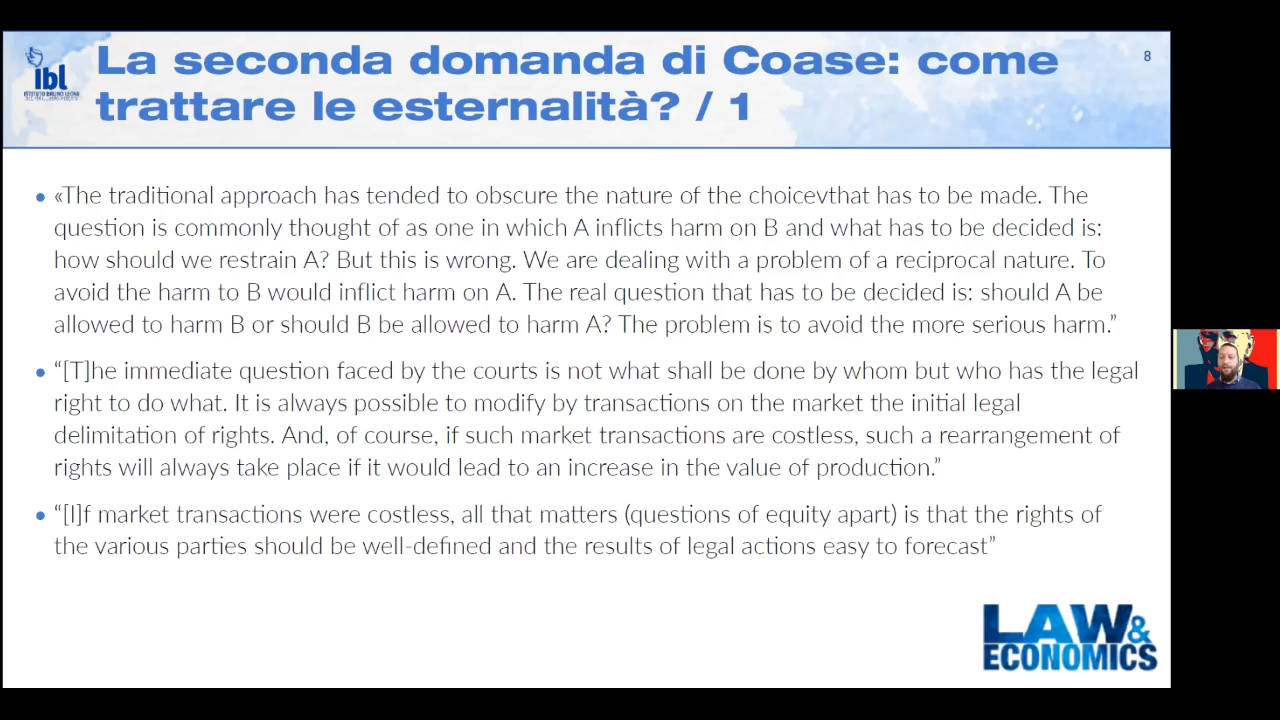 La seconda domanda di Coase: come
trattare le esternalità? / 1
8
ibl
ISTITUTO BRUNO LEONI
• «The traditional approach has tended to obscure the nature of the choicevthat has to be made. The
question is commonly thought of as one in which A inflicts harm on B and what has to be decided is:
how should we restrain A? But this is wrong. We are dealing with a problem of a reciprocal nature. To
avoid the harm to B would inflict harm on A. The real question that has to be decided is: should A be
allowed to harm B or should B be allowed to harm A? The problem is to avoid the more serious harm.”
• “[T]he immediate question faced by the courts is not what shall be done by whom but who has the legal
right to do what. It is always possible to modify by transactions on the market the initial legal
delimitation of rights. And, of course, if such market transactions are costless, such a rearrangement of
rights will always take place if it would lead to an increase in the value of production.”
• “[I]f market transactions were costless, all that matters (questions of equity apart) is that the rights of
the various parties should be well-defined and the results of legal actions easy to forecast”
LAW &
ECONOMICS